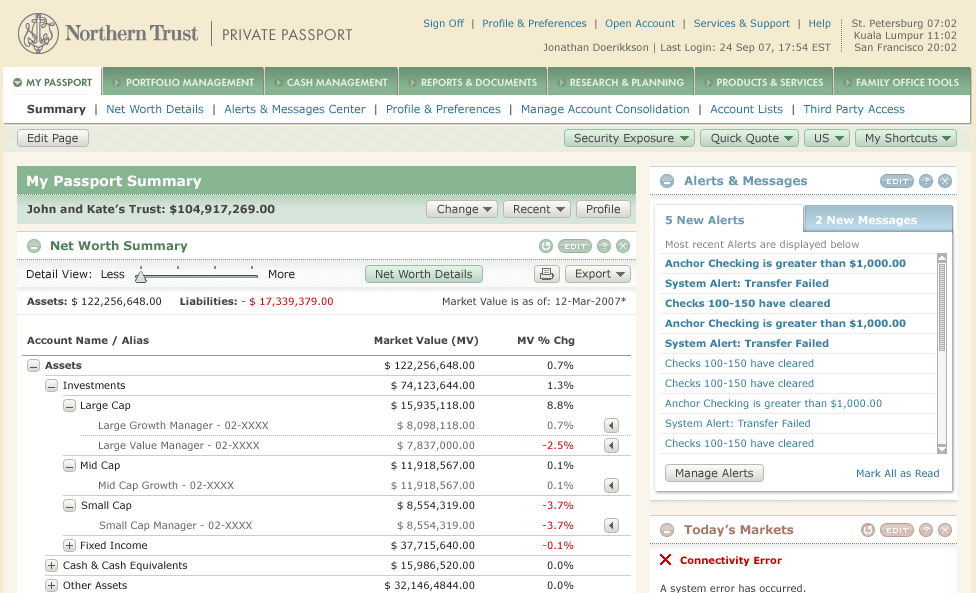 Northern Trust | PRIVATE PASSPORT
Sign Off | Profile & Preferences | Open Account | Services & Support | Help
Jonathan Doerikkson | Last Login: 24 Sep 07, 17:54 EST
St. Petersburg 07:02
Kuala Lumpur 11:02
San Francisco 20:02
MY PASSPORT PORTFOLIO MANAGEMENT CASH MANAGEMENT REPORTS & DOCUMENTS RESEARCH & PLANNING PRODUCTS & SERVICES FAMILY OFFICE TOOLS
Summary | Net Worth Details | Alerts & Messages Center | Profile & Preferences | Manage Account Consolidation | Account Lists | Third Party Access
Edit Page Security Exposure Quick Quote US My Shortcuts
My Passport Summary
John and Kate's Trust: $104,917,269.00 Change Recent Profile
Net Worth Summary EDIT ?
Detail View: Less More Net Worth Details Export
Assets: $ 122,256,648.00 Liabilities: - $ 17,339,379.00 Market Value is as of: 12-Mar-2007*
Account Name / Alias Market Value (MV) MV % Chg
Assets $ 122,256,648.00 0.7%
Investments $ 74,123,644.00 1.3%
Large Cap $ 15,935,118.00 8.8%
Large Growth Manager - 02-XXXX $ 8,098,118.00 0.7%
Large Value Manager - 02-XXXX $ 7,837,000.00 -2.5%
Mid Cap $ 11,918,567.00 0.1%
Mid Cap Growth - 02-XXXX $ 11,918,567.00 0.1%
Small Cap $ 8,554,319.00 -3.7%
Small Cap Manager - 02-XXXX $ 8,554,319.00 -3.7%
Fixed Income $ 37,715,640.00 -0.1%
Cash & Cash Equivalents $ 15,986,520.00 0.0%
Other Assets $ 32,146,4844.00 0.0%
Alerts & Messages EDIT ?
5 New Alerts 2 New Messages
Most recent Alerts are displayed below
Anchor Checking is greater than $1,000.00
System Alert: Transfer Failed
Checks 100-150 have cleared
Anchor Checking is greater than $1,000.00
System Alert: Transfer Failed
Checks 100-150 have cleared
Checks 100-150 have cleared
Anchor Checking is greater than $1,000.00
System Alert: Transfer Failed
Checks 100-150 have cleared
Manage Alerts Mark All as Read
Today's Markets EDIT ?
Connectivity Error
A system error has occurred.